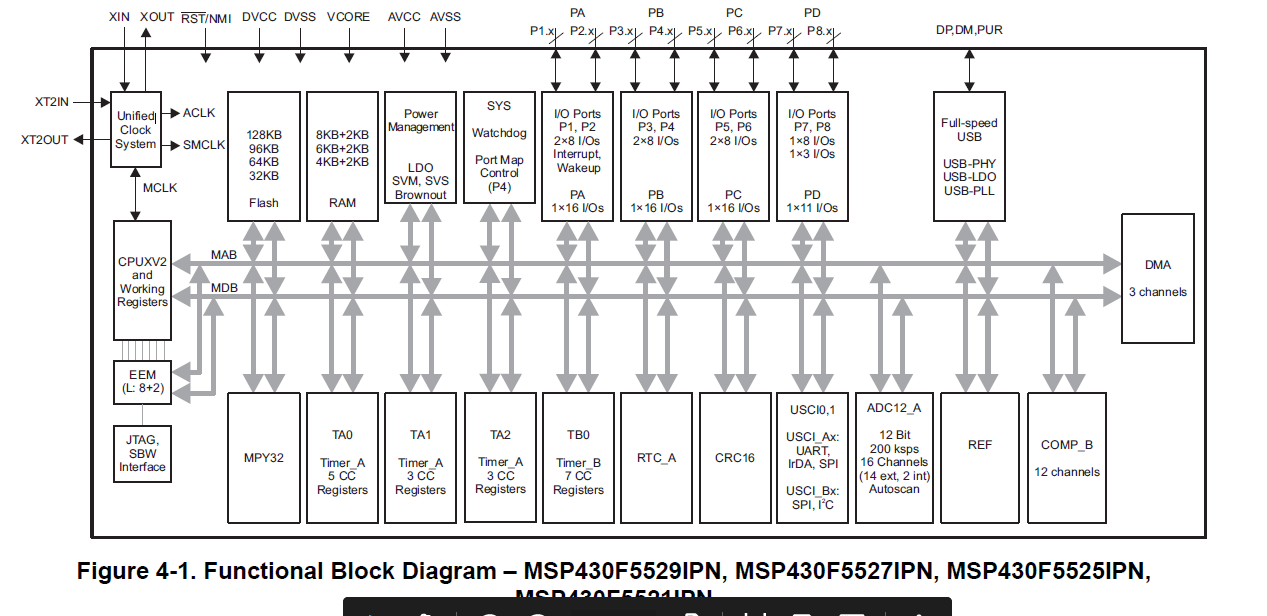 XIN XOUT RST/NMI DVCC DVSS VCORE AVCC AVSS
PA PB PC PD
P1.x P2.x P3.x P4.x P5.x P6.x P7.x P8.x
DP,DM,PUR
XT2IN
XT2OUT
Unified
Clock
System
ACLK
SMCLK
MCLK
128KB
96KB
64KB
32KB
Flash
8KB+2KB
6KB+2KB
4KB+2KB
RAM
Power
Management
LDO
SVM, SVS
Brownout
SYS
Watchdog
Port Map
Control
(P4)
I/O Ports
P1, P2
2×8 I/Os
Interrupt,
Wakeup
PA
1×16 I/Os
I/O Ports
P3, P4
2×8 I/Os
PB
1×16 I/Os
I/O Ports
P5, P6
2×8 I/Os
PC
1×16 I/Os
I/O Ports
P7, P8
1×8 I/Os
1×3 I/Os
PD
1×11 I/Os
Full-speed
USB
USB-PHY
USB-LDO
USB-PLL
CPUXV2
and
Working
Registers
MAB
MDB
DMA
3 channels
EEM
(L: 8+2)
JTAG,
SBW
Interface
MPY32
TA0
Timer_A
5 CC
Registers
TA1
Timer_A
3 CC
Registers
TA2
Timer_A
3 CC
Registers
TB0
Timer_B
7 CC
Registers
RTC_A
CRC16
USCI0,1
USCI_Ax:
UART,
IrDA, SPI
USCI_Bx:
SPI, I²C
ADC12_A
12 Bit
200 ksps
16 Channels
(14 ext, 2 int)
Autoscan
REF
COMP_B
12 channels
Figure 4-1. Functional Block Diagram – MSP430F5529IPN, MSP430F5527IPN, MSP430F5525IPN,
MSP430F5521IPN